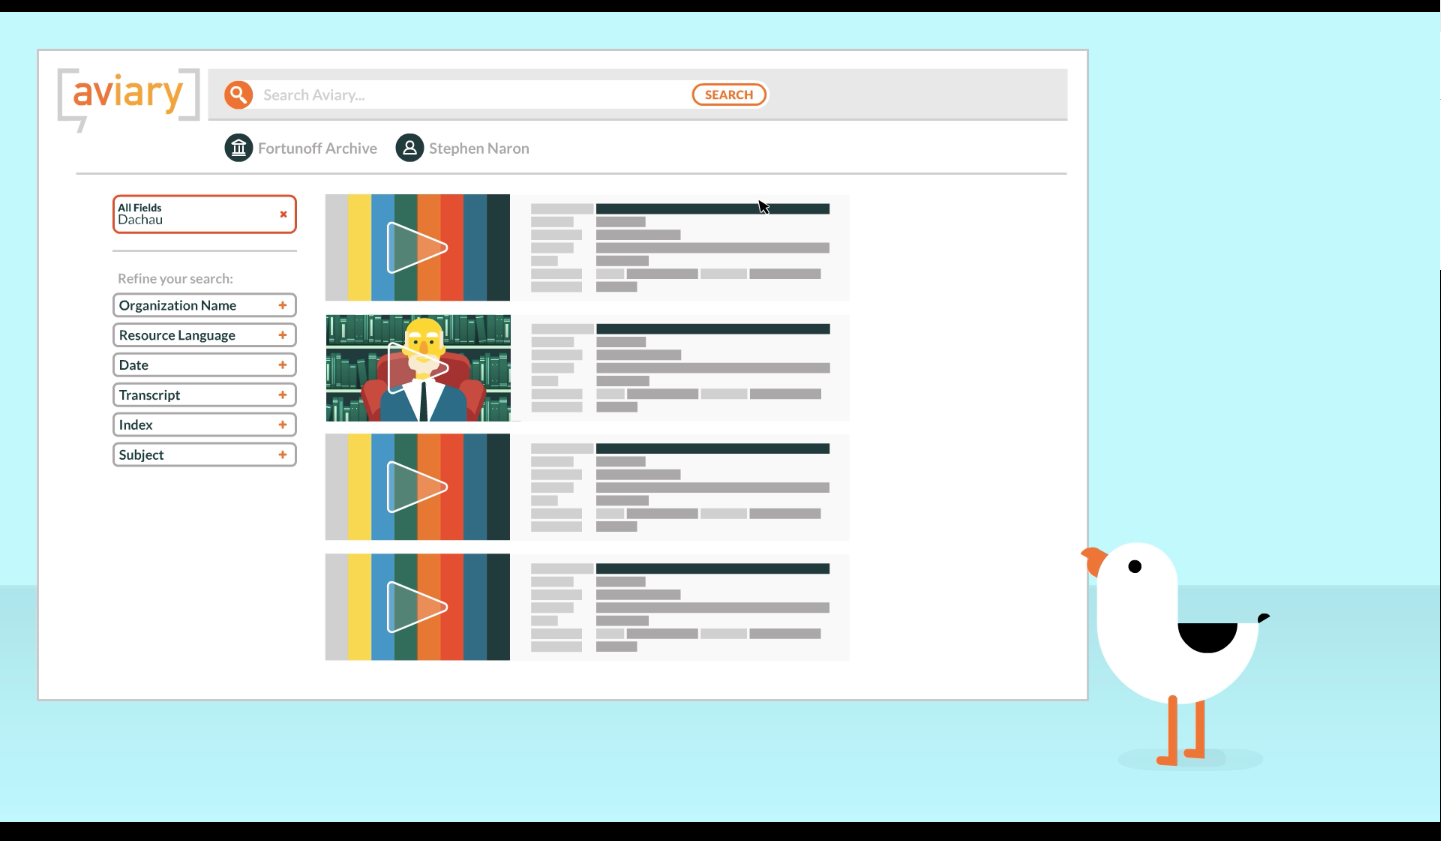 aviary
Search Aviary...
SEARCH
Fortunoff Archive
Stephen Naron
All Fields
Dachau
Refine your search:
Organization Name
Resource Language
Date
Transcript
Index
Subject